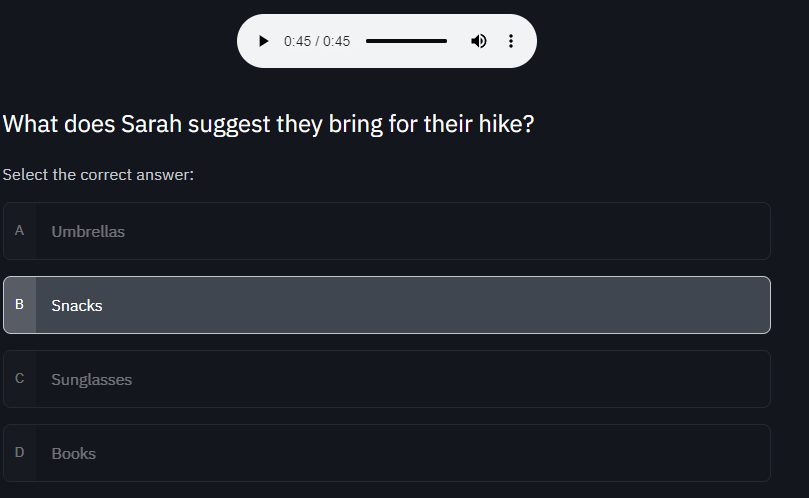 0:45 / 0:45
What does Sarah suggest they bring for their hike?
Select the correct answer:
A Umbrellas
B Snacks
C Sunglasses
D Books